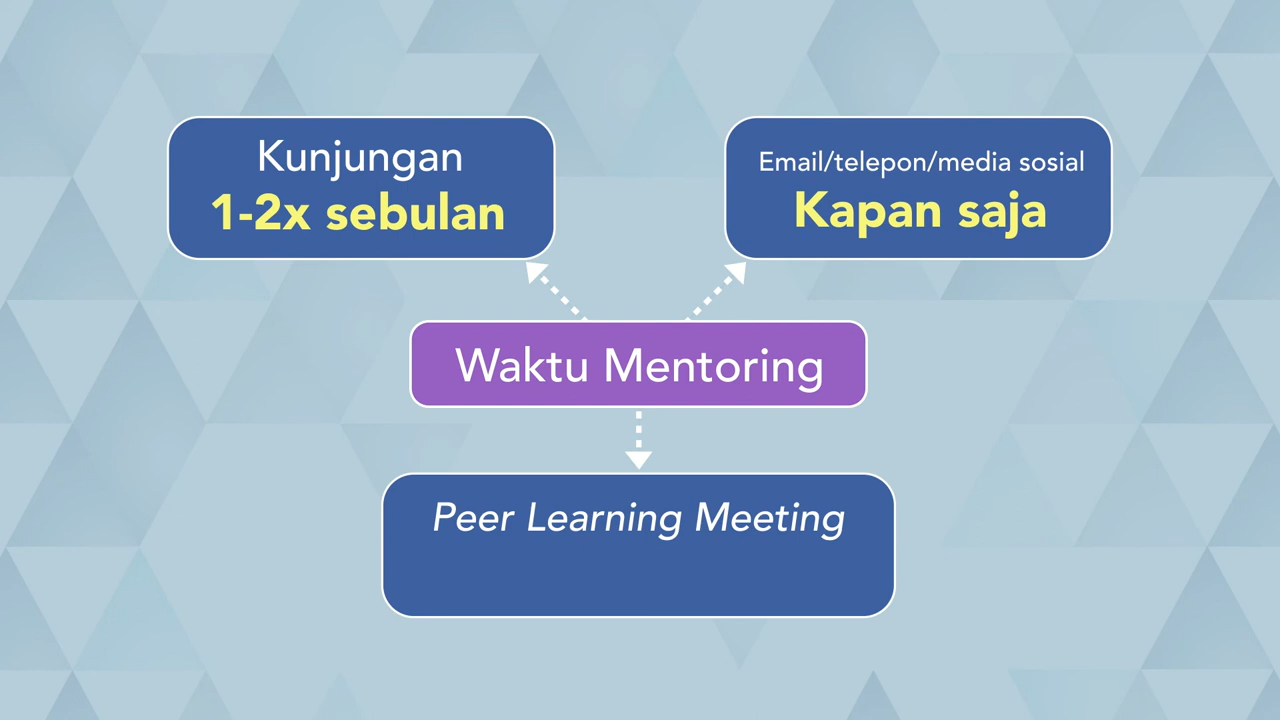 Kunjungan
1-2x sebulan
Email/telepon/media sosial
Kapan saja
Waktu Mentoring
Peer Learning Meeting